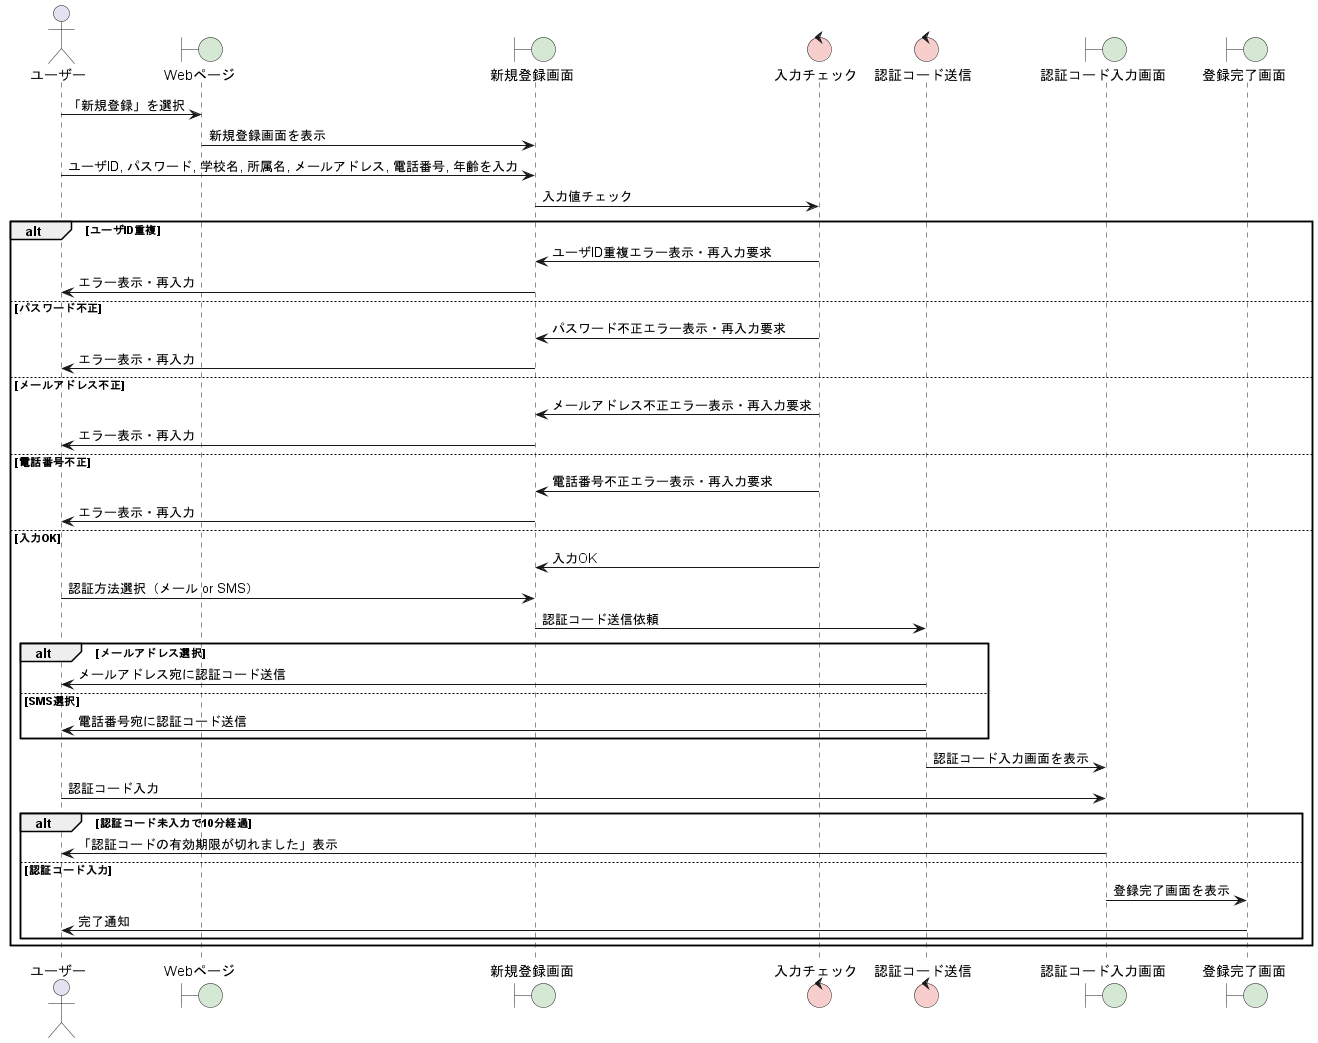 ユーザー
Webページ
新規登録画面
入力チェック
認証コード送信
認証コード入力画面
登録完了画面
「新規登録」を選択
新規登録画面を表示
ユーザID, パスワード, 学校名, 所属名, メールアドレス, 電話番号, 年齢を入力
入力値チェック
alt [ユーザID重複]
ユーザID重複エラー表示・再入力要求
エラー表示・再入力
[パスワード不正]
パスワード不正エラー表示・再入力要求
エラー表示・再入力
[メールアドレス不正]
メールアドレス不正エラー表示・再入力要求
エラー表示・再入力
[電話番号不正]
電話番号不正エラー表示・再入力要求
エラー表示・再入力
[入力OK]
入力OK
認証方法選択（メール or SMS）
認証コード送信依頼
alt [メールアドレス選択]
メールアドレス宛に認証コード送信
[SMS選択]
電話番号宛に認証コード送信
認証コード入力画面を表示
認証コード入力
alt [認証コード未入力で10分経過]
「認証コードの有効期限が切れました」表示
[認証コード入力]
登録完了画面を表示
完了通知
ユーザー
Webページ
新規登録画面
入力チェック
認証コード送信
認証コード入力画面
登録完了画面